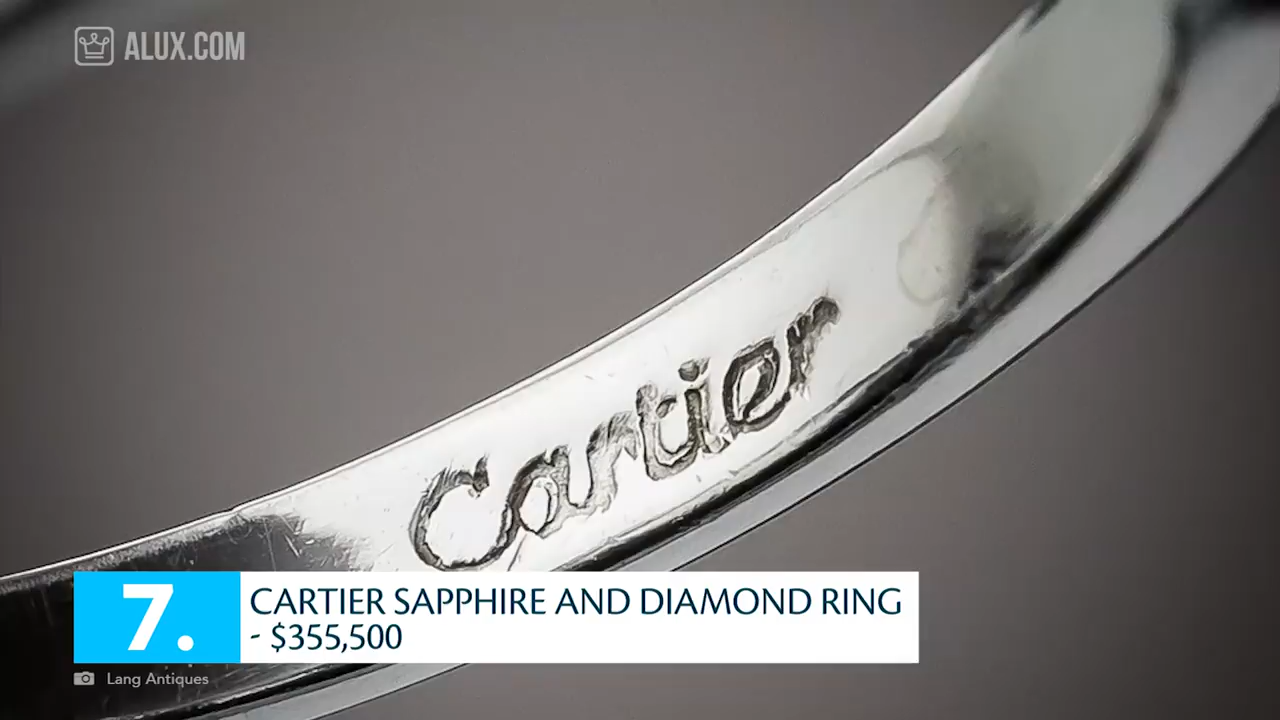 ALUX.COM
Cartier
7.
CARTIER SAPPHIRE AND DIAMOND RING
- $355,500
Lang Antiques